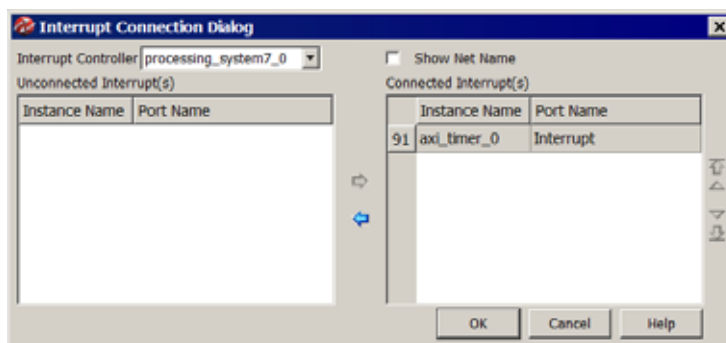 Interrupt Connection Dialog
Interrupt Controller processing_system7_0
Show Net Name
Unconnected Interrupt(s)
Connected Interrupt(s)
Instance Name Port Name
Instance Name Port Name
91 axi_timer_0 Interrupt
OK Cancel Help